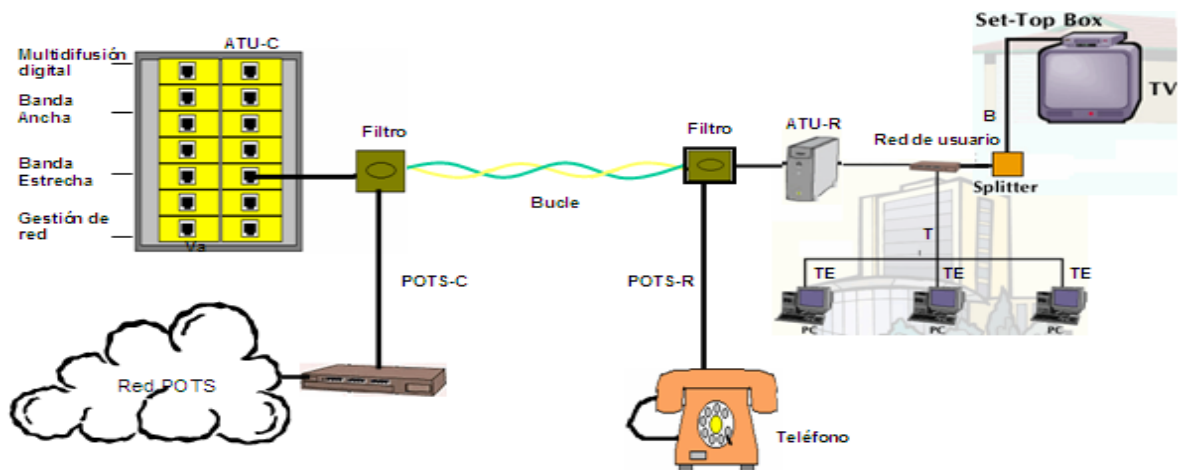 ATU-C
Multidifusión
digital
Banda
Ancha
Banda
Estrecha
Gestión de
red
Va
Filtro
Bucle
Filtro
ATU-R
Red de usuario
Set-Top Box
TV
B
Splitter
T
TE
TE
TE
PC
PC
PC
POTS-C
POTS-R
Red POTS
Teléfono